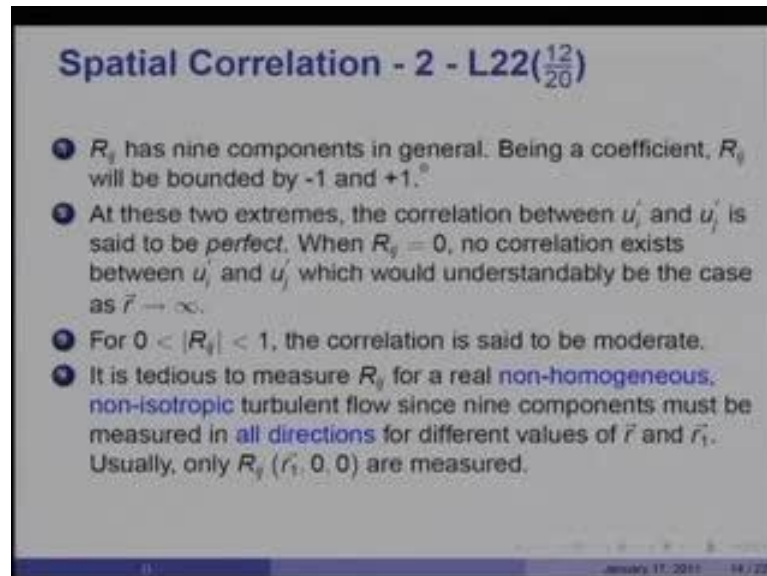 Spatial Correlation - 2 - L22(12/20)
R_ij has nine components in general. Being a coefficient, R_ij
will be bounded by -1 and +1.
At these two extremes, the correlation between u_i′ and u_j′ is
said to be perfect. When R_ij = 0, no correlation exists
between u_i′ and u_j′ which would understandably be the case
as r⃗ → ∞.
For 0 < |R_ij| < 1, the correlation is said to be moderate.
It is tedious to measure R_ij for a real non-homogeneous,
non-isotropic turbulent flow since nine components must be
measured in all directions for different values of r⃗ and r⃗₁.
Usually, only R_ij (r⃗₁, 0, 0) are measured.
January 17, 2011 14 / 23